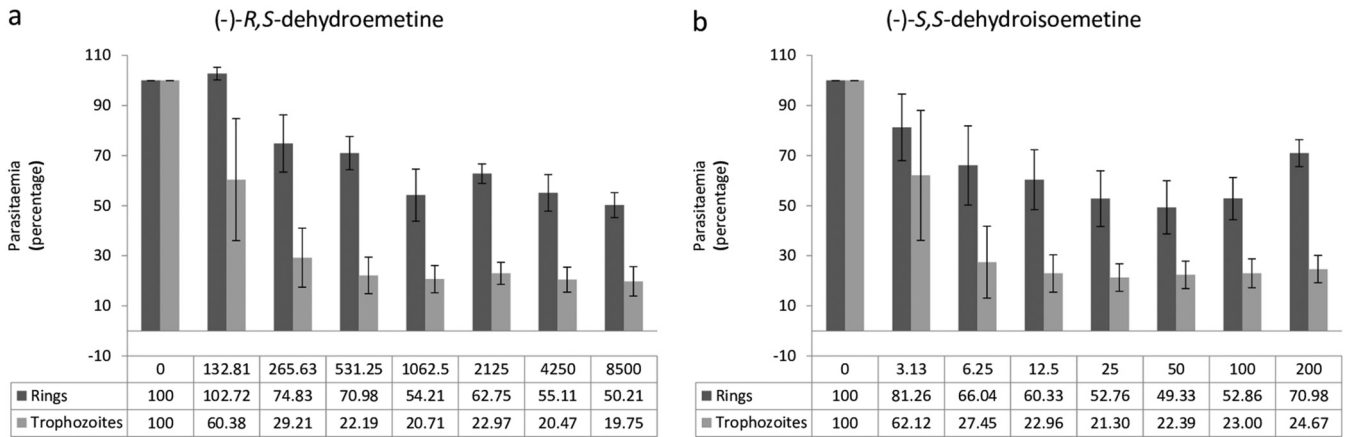 a
(-)-R,S-dehydroemetine
110
90
70
50
30
10
-10
Parasitaemia
(percentage)
0 132.81 265.63 531.25 1062.5 2125 4250 8500
Rings 100 102.72 74.83 70.98 54.21 62.75 55.11 50.21
Trophozoites 100 60.38 29.21 22.19 20.71 22.97 20.47 19.75
b
(-)-S,S-dehydroisoemetine
110
90
70
50
30
10
-10
Parasitaemia
(percentage)
0 3.13 6.25 12.5 25 50 100 200
Rings 100 81.26 66.04 60.33 52.76 49.33 52.86 70.98
Trophozoites 100 62.12 27.45 22.96 21.30 22.39 23.00 24.67